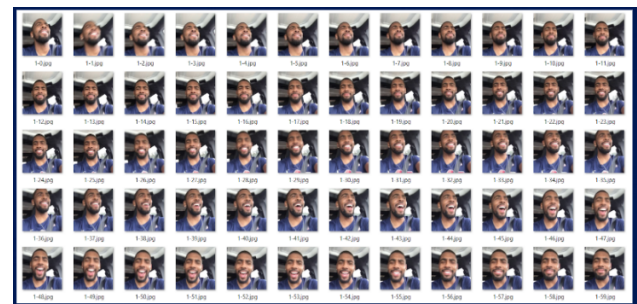 1-0.jpg 1-1.jpg 1-2.jpg 1-3.jpg 1-4.jpg 1-5.jpg 1-6.jpg 1-7.jpg 1-8.jpg 1-9.jpg 1-10.jpg 1-11.jpg
1-12.jpg 1-13.jpg 1-14.jpg 1-15.jpg 1-16.jpg 1-17.jpg 1-18.jpg 1-19.jpg 1-20.jpg 1-21.jpg 1-22.jpg 1-23.jpg
1-24.jpg 1-25.jpg 1-26.jpg 1-27.jpg 1-28.jpg 1-29.jpg 1-30.jpg 1-31.jpg 1-32.jpg 1-33.jpg 1-34.jpg 1-35.jpg
1-36.jpg 1-37.jpg 1-38.jpg 1-39.jpg 1-40.jpg 1-41.jpg 1-42.jpg 1-43.jpg 1-44.jpg 1-45.jpg 1-46.jpg 1-47.jpg
1-48.jpg 1-49.jpg 1-50.jpg 1-51.jpg 1-52.jpg 1-53.jpg 1-54.jpg 1-55.jpg 1-56.jpg 1-57.jpg 1-58.jpg 1-59.jpg